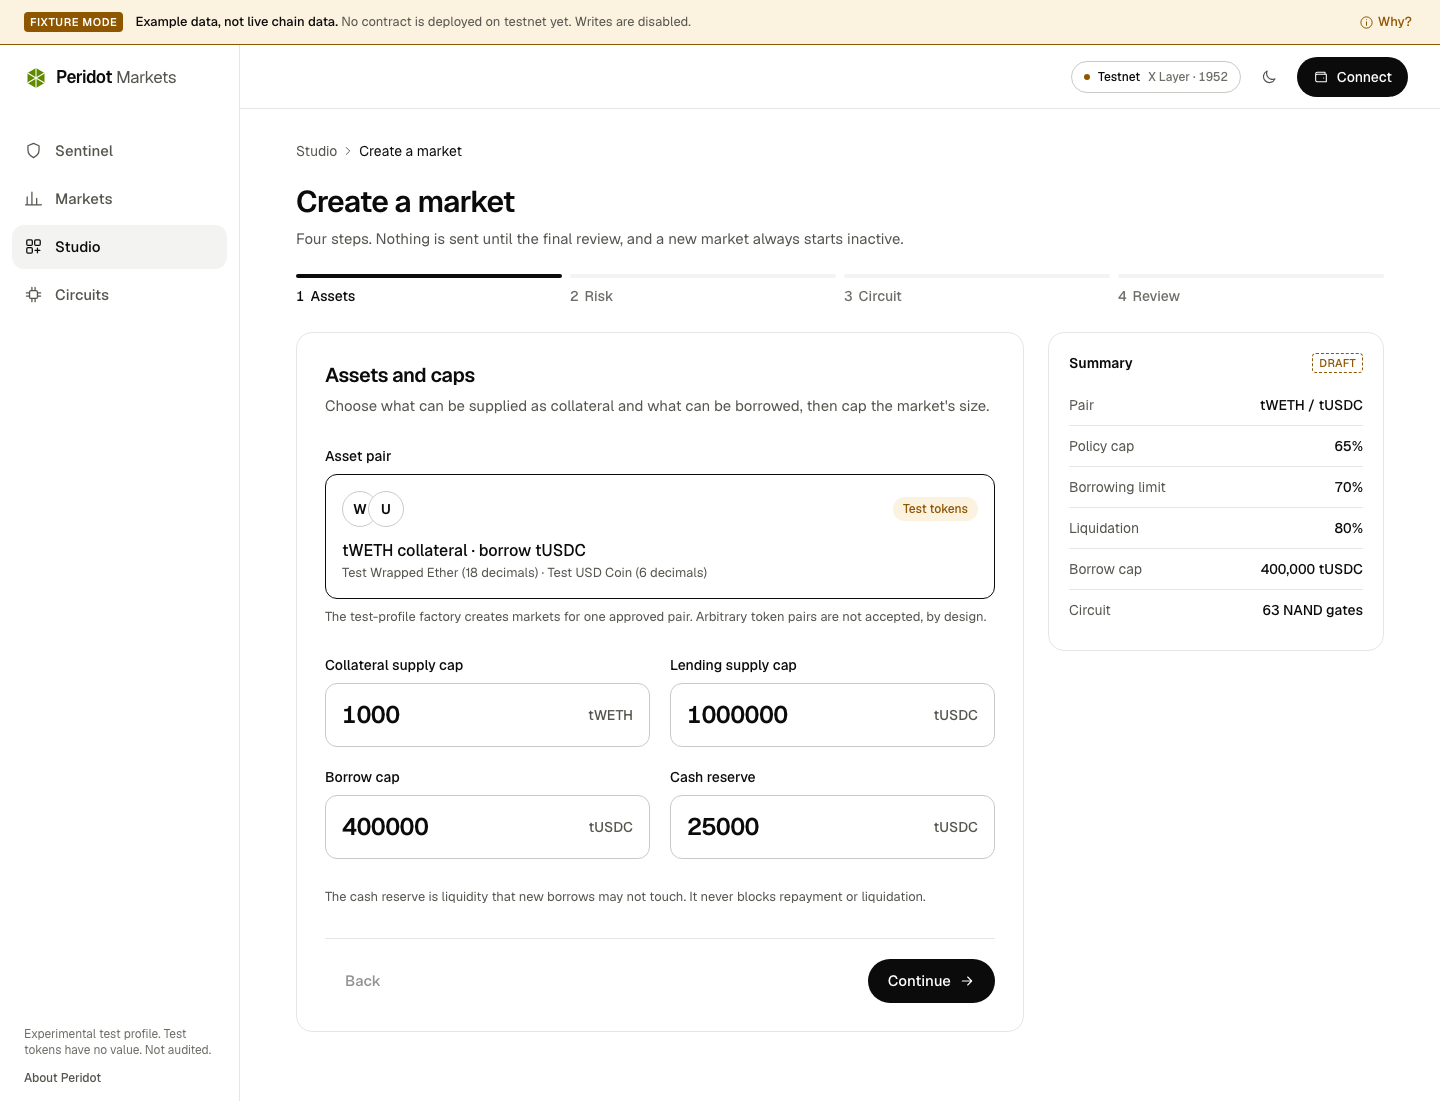 FIXTURE MODE Example data, not live chain data. No contract is deployed on testnet yet. Writes are disabled. Why?
Peridot Markets
Testnet X Layer · 1952 Connect
Sentinel
Markets
Studio
Circuits
Studio Create a market
Create a market
Four steps. Nothing is sent until the final review, and a new market always starts inactive.
1 Assets 2 Risk 3 Circuit 4 Review
Assets and caps
Choose what can be supplied as collateral and what can be borrowed, then cap the market's size.
Asset pair
W U Test tokens
tWETH collateral · borrow tUSDC
Test Wrapped Ether (18 decimals) · Test USD Coin (6 decimals)
The test-profile factory creates markets for one approved pair. Arbitrary token pairs are not accepted, by design.
Collateral supply cap Lending supply cap
1000 tWETH 1000000 tUSDC
Borrow cap Cash reserve
400000 tUSDC 25000 tUSDC
The cash reserve is liquidity that new borrows may not touch. It never blocks repayment or liquidation.
Back Continue
Summary DRAFT
Pair tWETH / tUSDC
Policy cap 65%
Borrowing limit 70%
Liquidation 80%
Borrow cap 400,000 tUSDC
Circuit 63 NAND gates
Experimental test profile. Test
tokens have no value. Not audited.
About Peridot